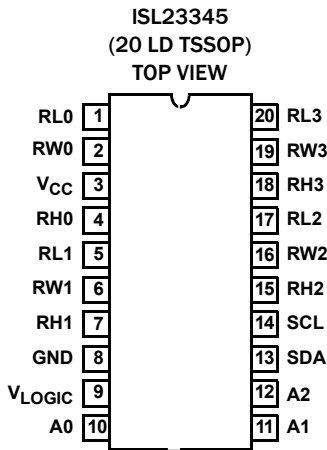 ISL23345
(20 LD TSSOP)
TOP VIEW
RL0 1 20 RL3
RW0 2 19 RW3
VCC 3 18 RH3
RH0 4 17 RL2
RL1 5 16 RW2
RW1 6 15 RH2
RH1 7 14 SCL
GND 8 13 SDA
VLOGIC 9 12 A2
A0 10 11 A1